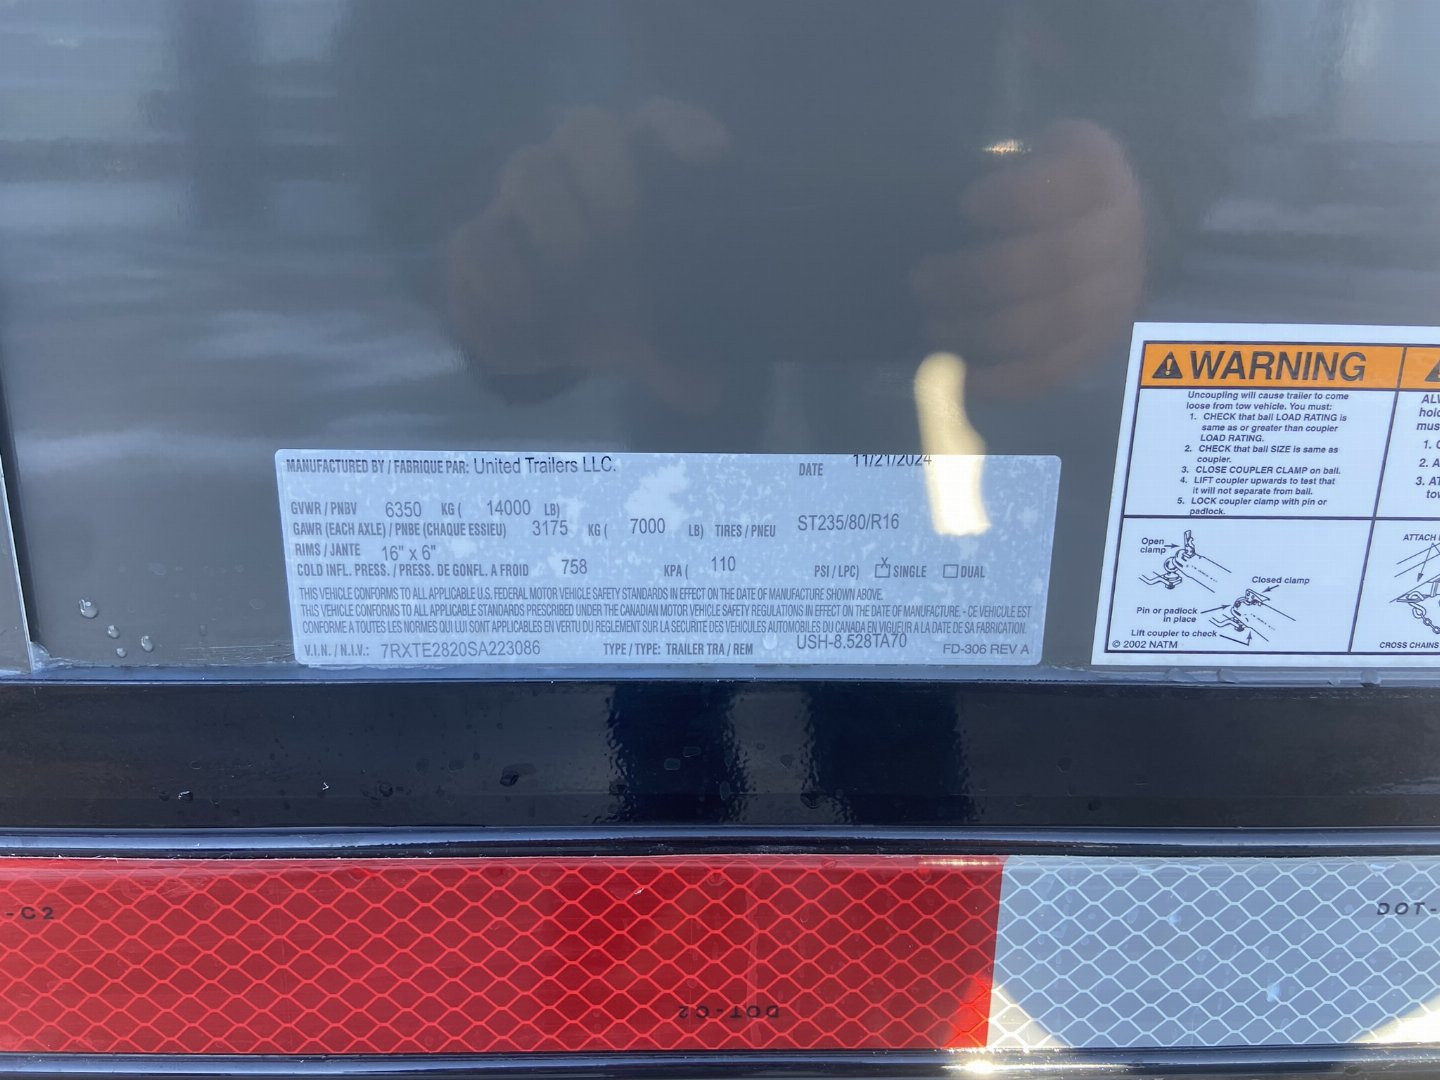 MANUFACTURED BY / FABRIQUE PAR: United Trailers LLC. DATE 11/21/2024
GVWR / PNBV 6350 KG ( 14000 LB)
GAWR (EACH AXLE) / PNBE (CHAQUE ESSIEU) 3175 KG ( 7000 LB) TIRES / PNEU ST235/80/R16
RIMS / JANTE 16" x 6"
COLD INFL. PRESS. / PRESS. DE GONFL. A FROID 758 KPA ( 110 PSI / LPC) X SINGLE DUAL
THIS VEHICLE CONFORMS TO ALL APPLICABLE U.S. FEDERAL MOTOR VEHICLE SAFETY STANDARDS IN EFFECT ON THE DATE OF MANUFACTURE SHOWN ABOVE.
THIS VEHICLE CONFORMS TO ALL APPLICABLE STANDARDS PRESCRIBED UNDER THE CANADIAN MOTOR VEHICLE SAFETY REGULATIONS IN EFFECT ON THE DATE OF MANUFACTURE. - CE VEHICULE EST
CONFORME A TOUTES LES NORMES QUI LUI SONT APPLICABLES EN VERTU DU REGLEMENT SUR LA SECURITE DES VEHICULES AUTOMOBILES DU CANADA EN VIGUEUR A LA DATE DE SA FABRICATION.
V.I.N. / N.I.V.: 7RXTE2820SA223086 TYPE / TYPE: TRAILER TRA / REM USH-8.528TA70 FD-306 REV A
WARNING
Uncoupling will cause trailer to come
loose from tow vehicle. You must:
1. CHECK that ball LOAD RATING is
same as or greater than coupler
LOAD RATING.
2. CHECK that ball SIZE is same as
coupler.
3. CLOSE COUPLER CLAMP on ball.
4. LIFT coupler upwards to test that
it will not separate from ball.
5. LOCK coupler clamp with pin or
padlock.
Open
clamp
Closed clamp
Pin or padlock
in place
Lift coupler to check
© 2002 NATM
1.
2. A
3. AT
ATTACH
CROSS CHAINS
-C2
DOT-
DOT-C2